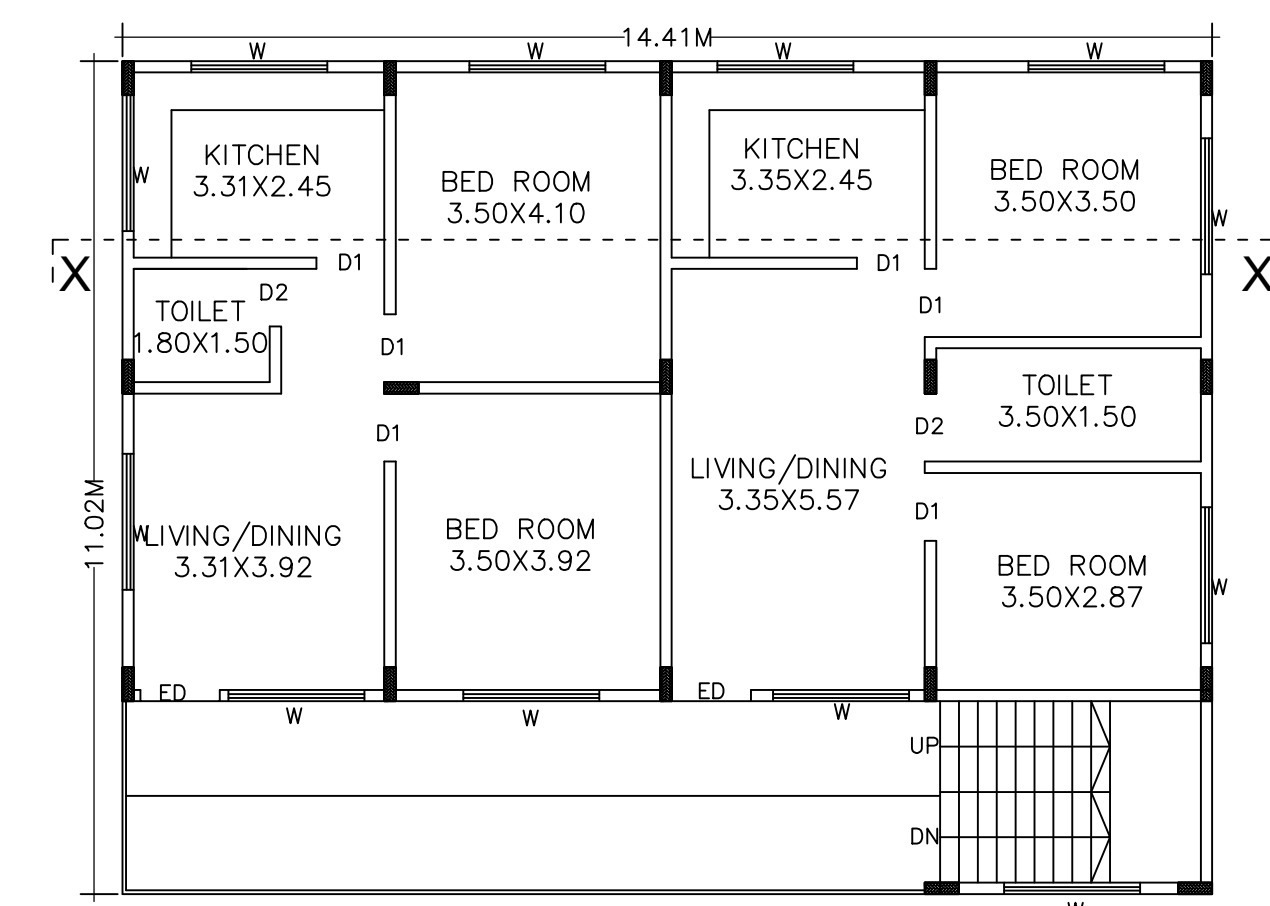 14.41M
W
W
W
W
KITCHEN
3.31X2.45
W
BED ROOM
3.50X4.10
KITCHEN
3.35X2.45
BED ROOM
3.50X3.50
W
X
X
D1
D1
D2
TOILET
1.80X1.50
D1
D1
TOILET
3.50X1.50
D1
D2
LIVING/DINING
3.35X5.57
11.02M
D1
W
LIVING/DINING
3.31X3.92
BED ROOM
3.50X3.92
BED ROOM
3.50X2.87
W
ED
ED
W
W
W
UP
DN
W